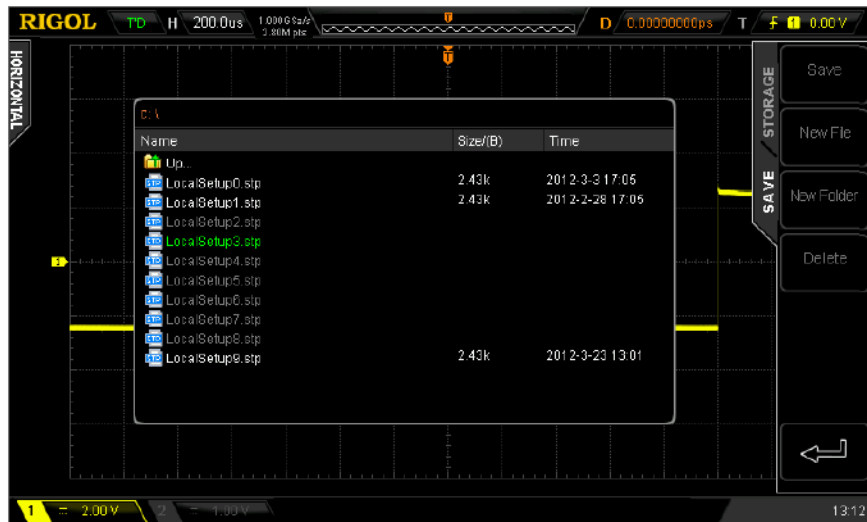 RIGOL T'D H 200.0us 1.000GSa/s 2.80M pts D 0.00000000ps T 1 0.00V
HORIZONTAL
C:\
Name Size/(B) Time
Up...
LocalSetup0.stp 2.43k 2012-3-3 17:05
LocalSetup1.stp 2.43k 2012-2-28 17:05
LocalSetup2.stp
LocalSetup3.stp
LocalSetup4.stp
LocalSetup5.stp
LocalSetup6.stp
LocalSetup7.stp
LocalSetup8.stp
LocalSetup9.stp 2.43k 2012-3-23 13:01
STORAGE
SAVE
Save
New File
New Folder
Delete
1 = 2.00V 2 = 1.00V 13:12